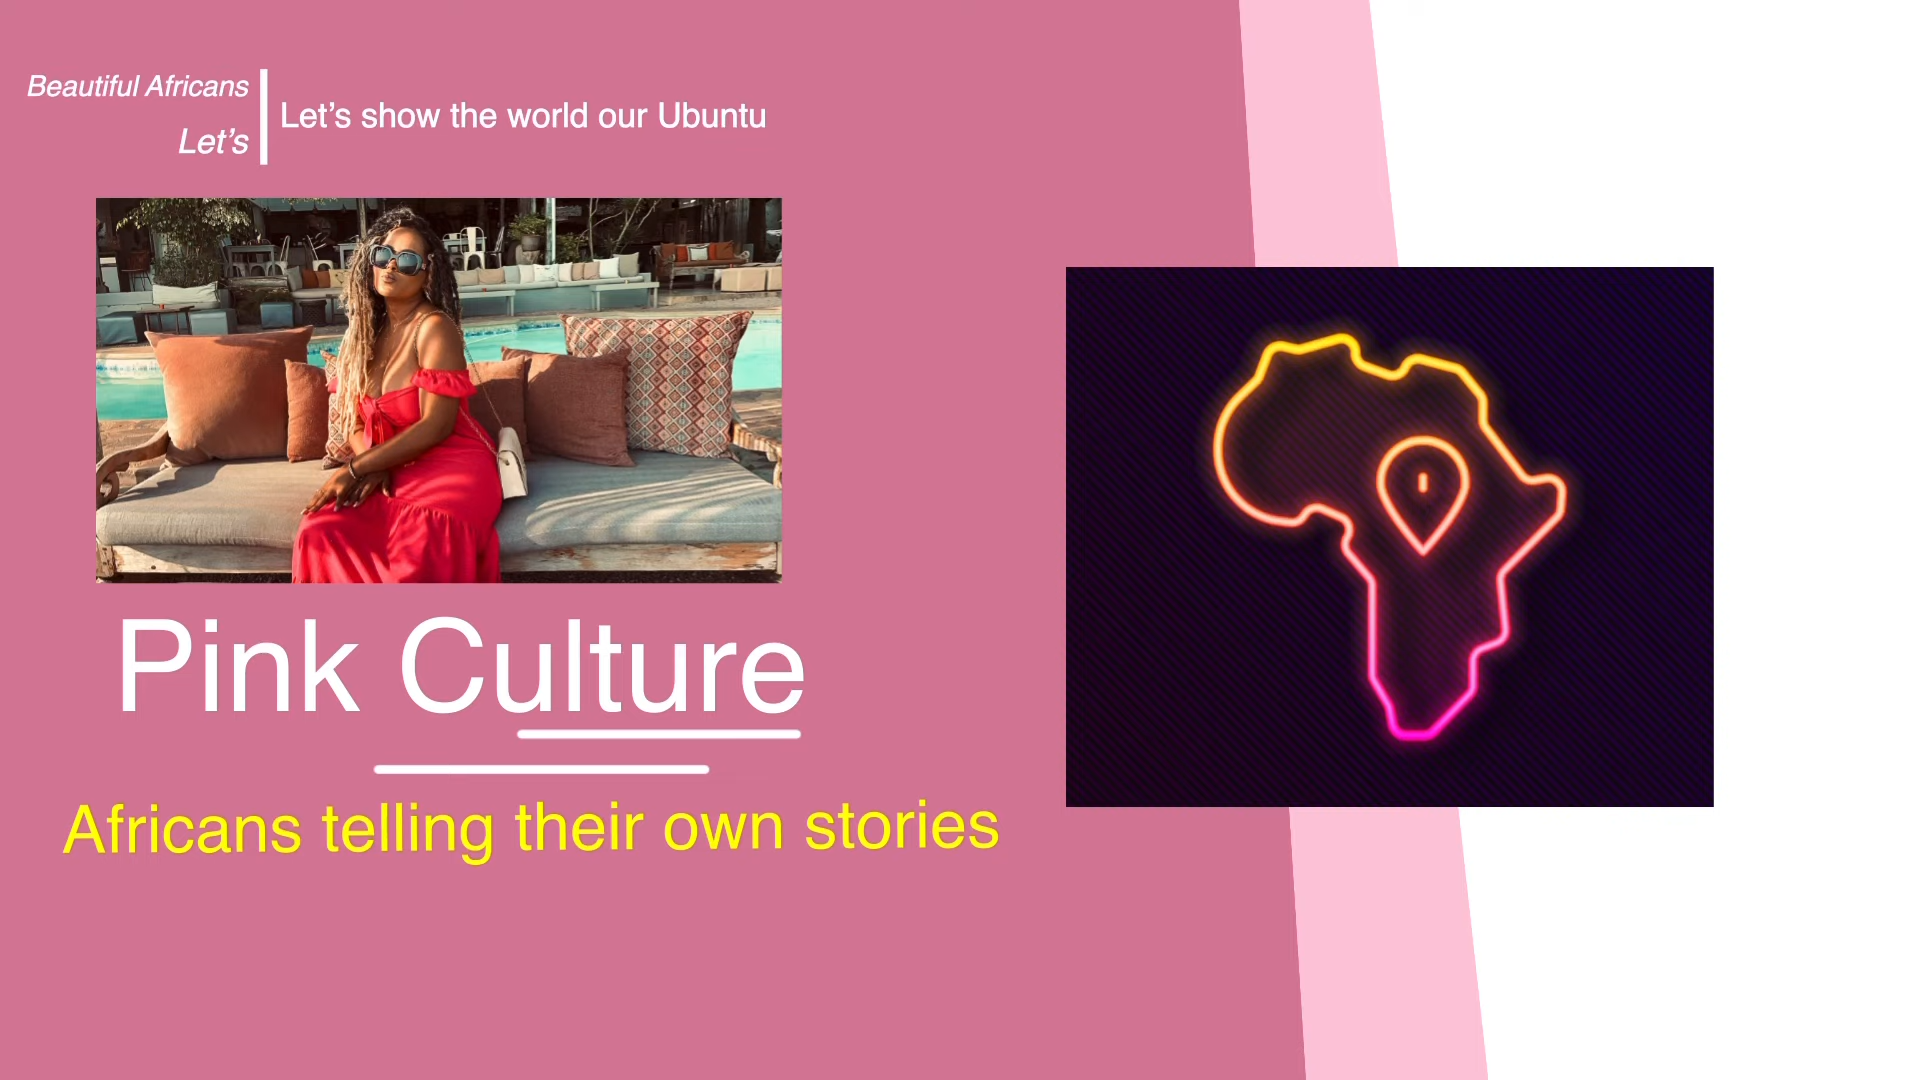 Beautiful Africans
Let’s
Let’s show the world our Ubuntu
Pink Culture
Africans telling their own stories